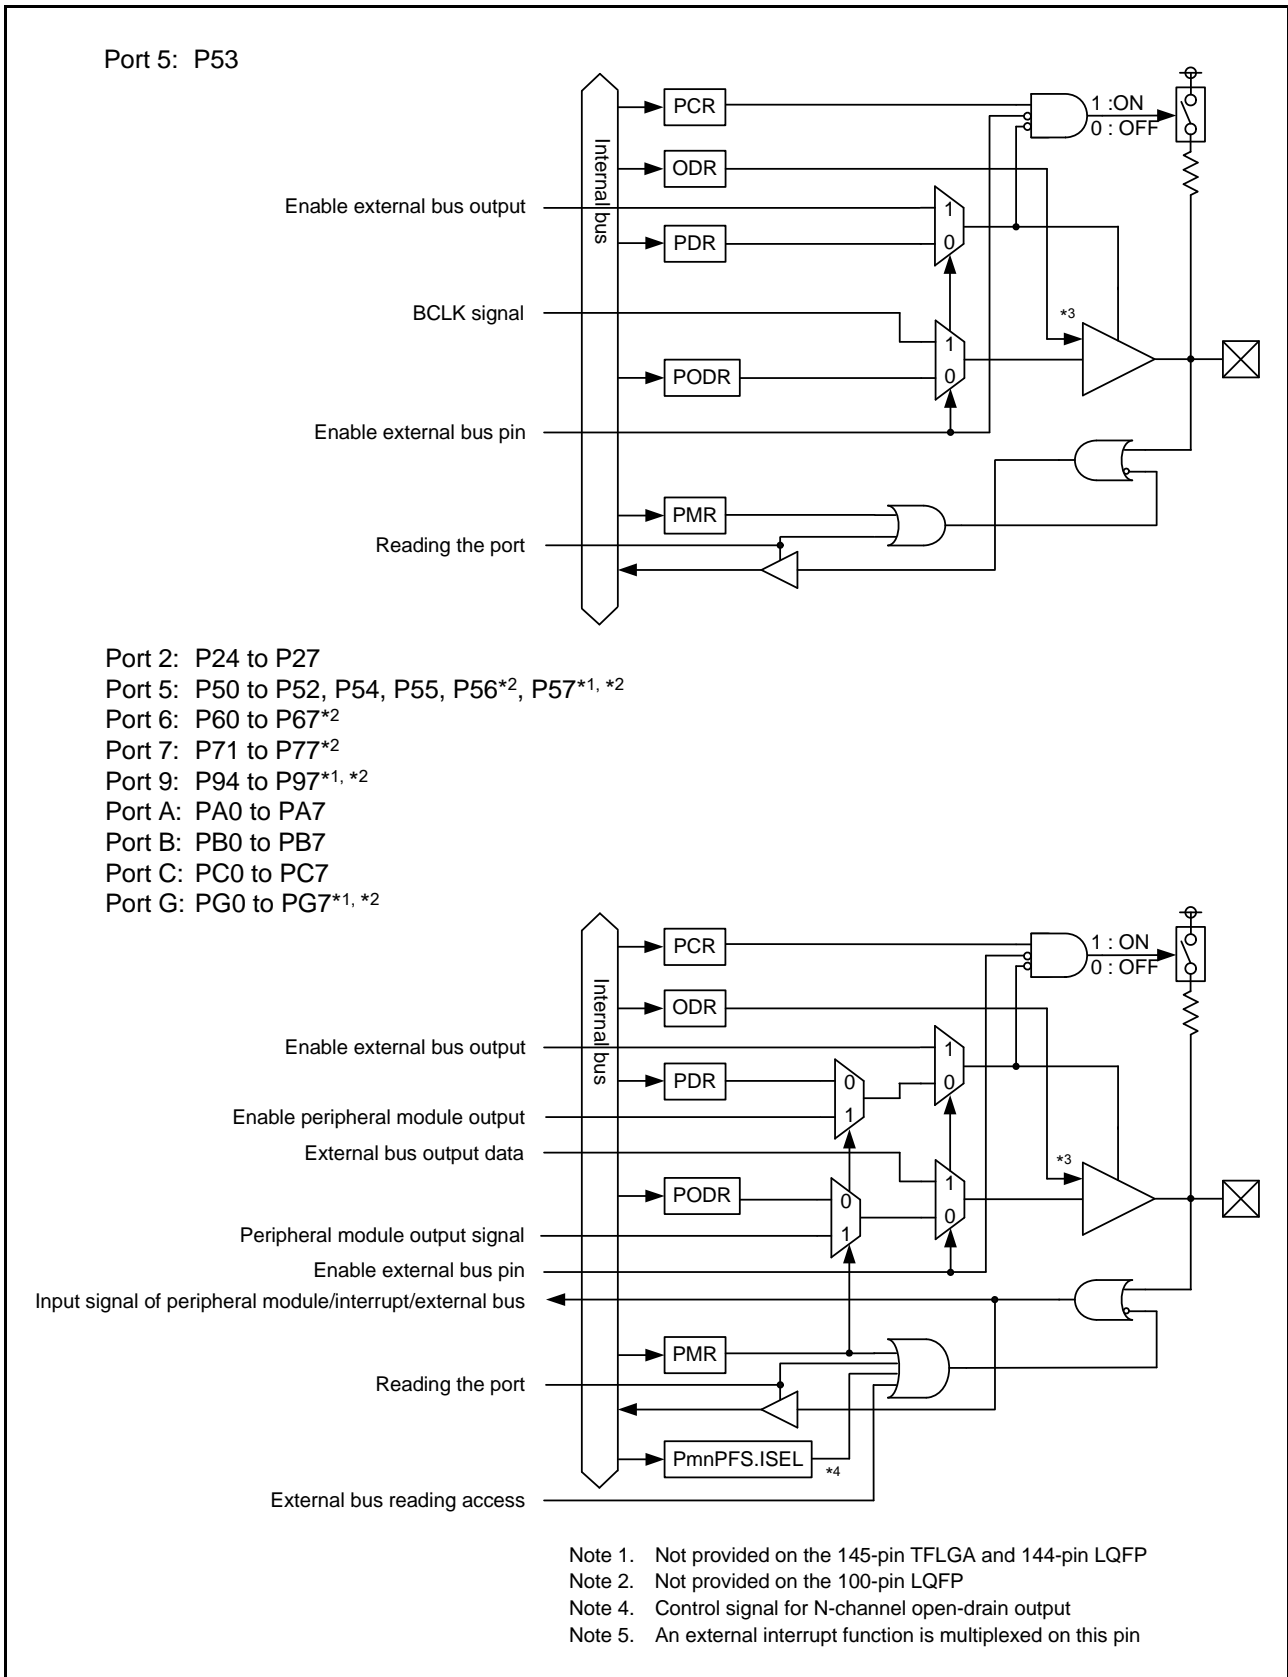 Port 5: P53
Internal bus
PCR
1 :ON
0 : OFF
ODR
Enable external bus output
1
PDR
0
BCLK signal
*3
1
PODR
0
Enable external bus pin
PMR
Reading the port
Port 2: P24 to P27
Port 5: P50 to P52, P54, P55, P56*2, P57*1, *2
Port 6: P60 to P67*2
Port 7: P71 to P77*2
Port 9: P94 to P97*1, *2
Port A: PA0 to PA7
Port B: PB0 to PB7
Port C: PC0 to PC7
Port G: PG0 to PG7*1, *2
Internal bus
PCR
1 : ON
0 : OFF
ODR
Enable external bus output
1
PDR
0
0
Enable peripheral module output
1
External bus output data
*3
1
PODR
0
0
Peripheral module output signal
1
Enable external bus pin
Input signal of peripheral module/interrupt/external bus
PMR
Reading the port
PmnPFS.ISEL
*4
External bus reading access
Note 1. Not provided on the 145-pin TFLGA and 144-pin LQFP
Note 2. Not provided on the 100-pin LQFP
Note 4. Control signal for N-channel open-drain output
Note 5. An external interrupt function is multiplexed on this pin